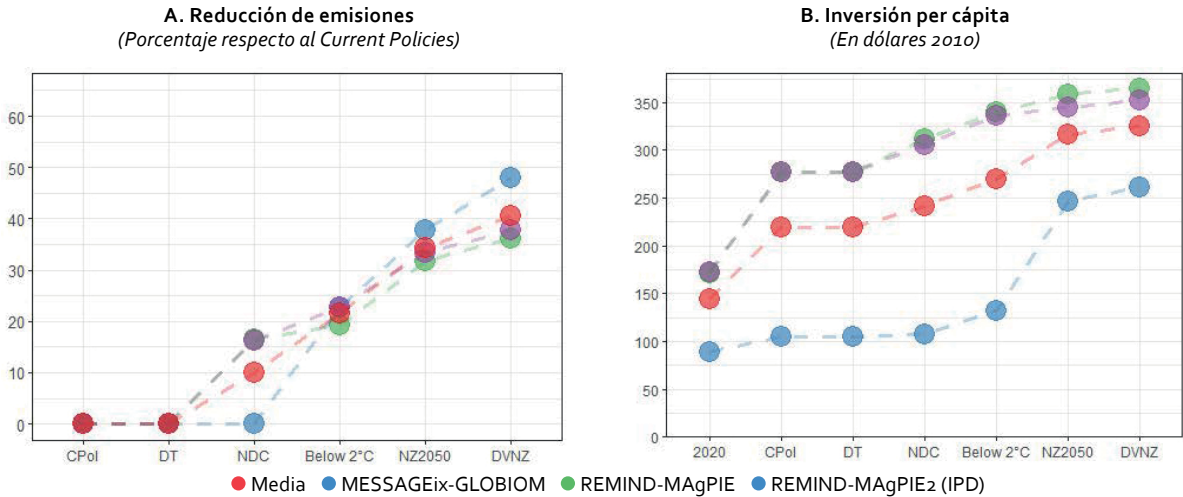 A. Reducción de emisiones
(Porcentaje respecto al Current Policies)
60
50
40
30
20
10
0
CPol DT NDC Below 2°C NZ2050 DVNZ
B. Inversión per cápita
(En dólares 2010)
350
300
250
200
150
100
50
0
2020 CPol DT NDC Below 2°C NZ2050 DVNZ
Media MESSAGEix-GLOBIOM REMIND-MAgPIE REMIND-MAgPIE2 (IPD)